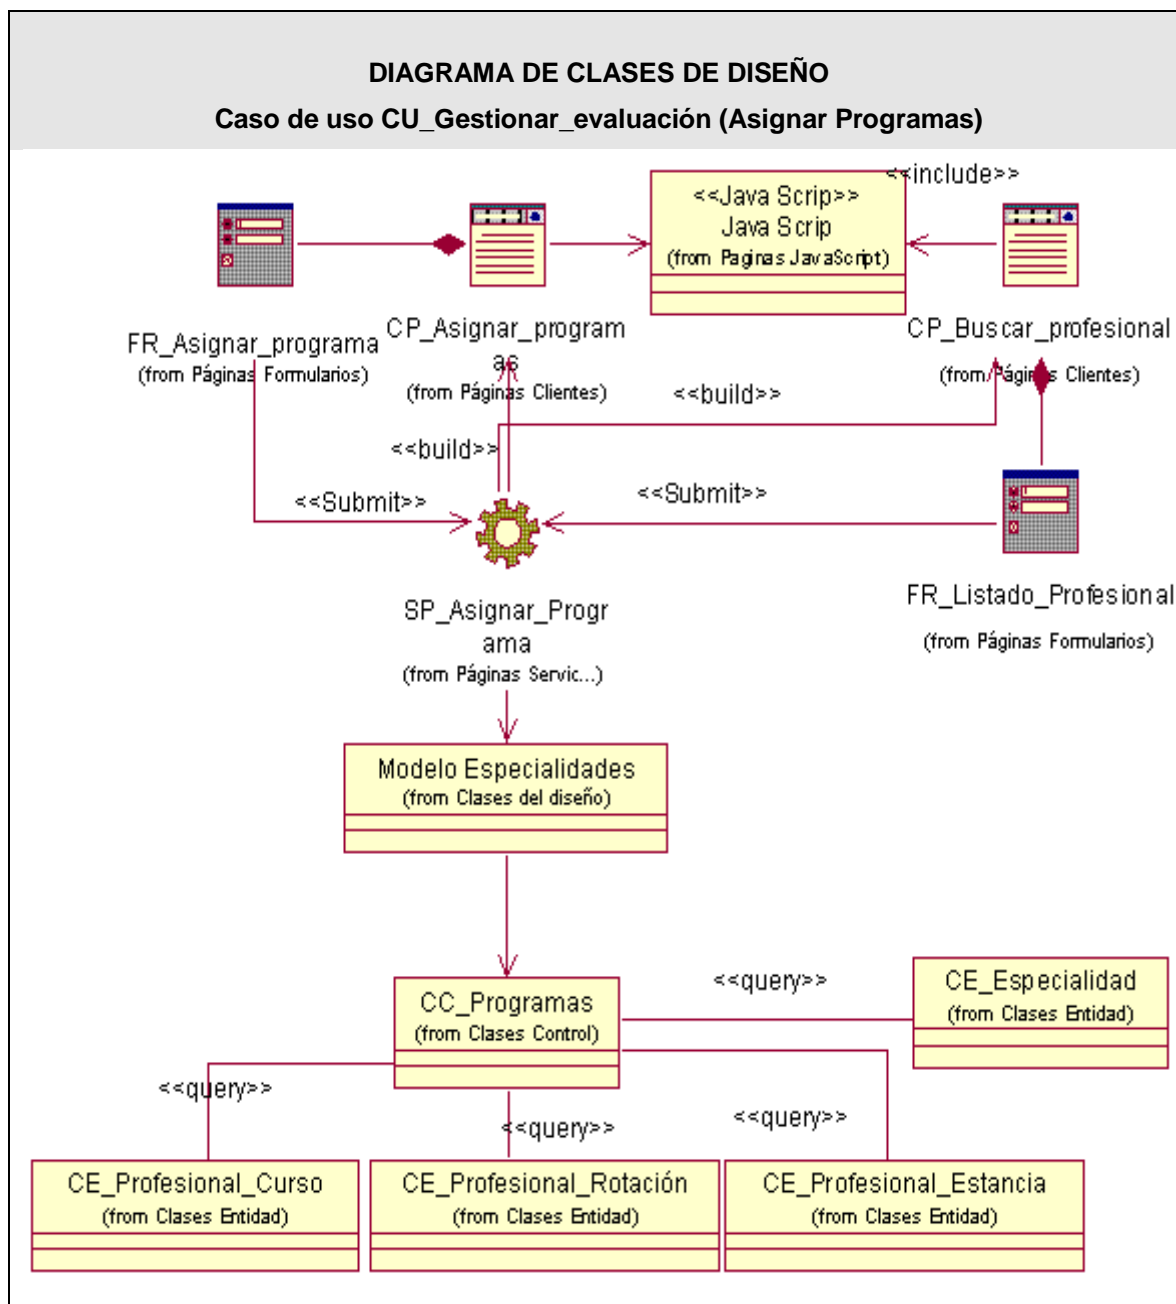 DIAGRAMA DE CLASES DE DISEÑO
Caso de uso CU_Gestionar_evaluación (Asignar Programas)
<<include>>
<<Java Scrip>>
Java Scrip
(from Paginas JavaScript)
FR_Asignar_programa
(from Páginas Formularios)
CP_Asignar_program
as
(from Páginas Clientes)
CP_Buscar_profesional
(from Páginas Clientes)
<<build>>
<<build>>
<<Submit>>
<<Submit>>
SP_Asignar_Progr
ama
(from Páginas Servic...)
FR_Listado_Profesional
(from Páginas Formularios)
Modelo Especialidades
(from Clases del diseño)
CC_Programas
(from Clases Control)
<<query>>
CE_Especialidad
(from Clases Entidad)
<<query>>
<<query>>
<<query>>
CE_Profesional_Curso
(from Clases Entidad)
CE_Profesional_Rotación
(from Clases Entidad)
CE_Profesional_Estancia
(from Clases Entidad)